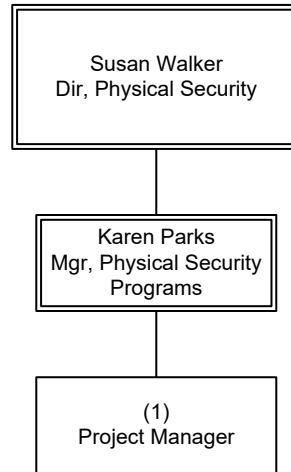 Susan Walker
Dir, Physical Security
Karen Parks
Mgr, Physical Security
Programs
(1)
Project Manager